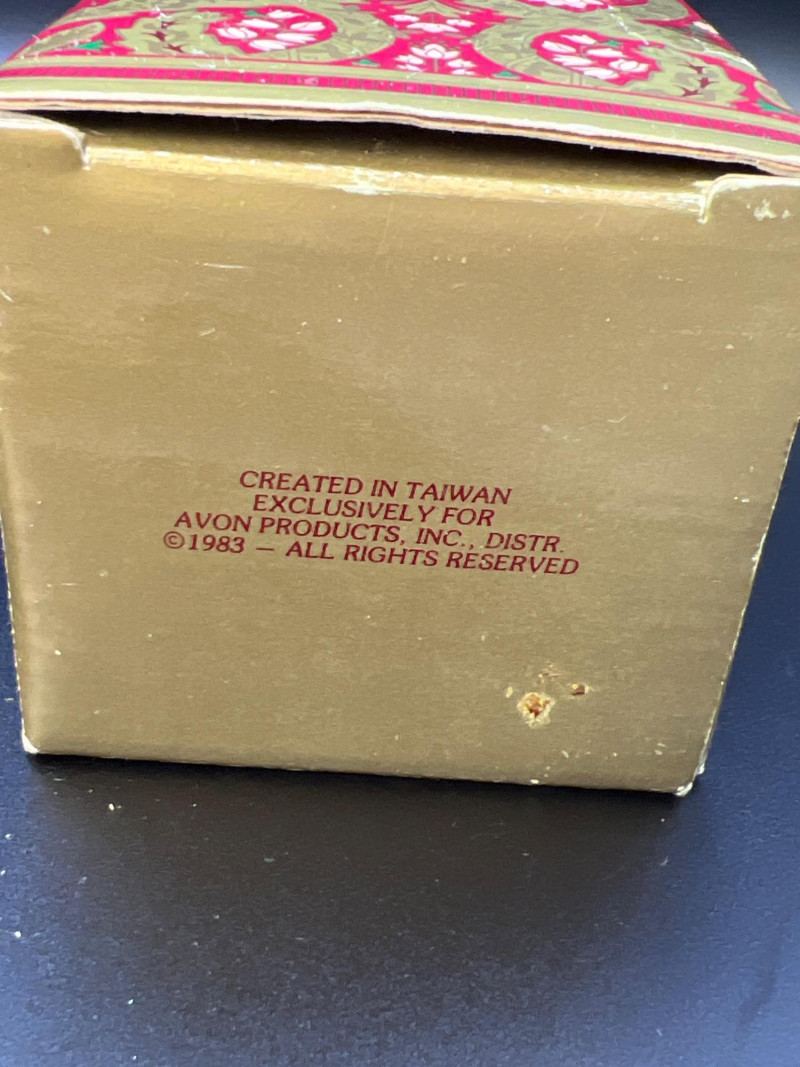 CREATED IN TAIWAN
EXCLUSIVELY FOR
AVON PRODUCTS, INC., DISTR.
©1983 — ALL RIGHTS RESERVED